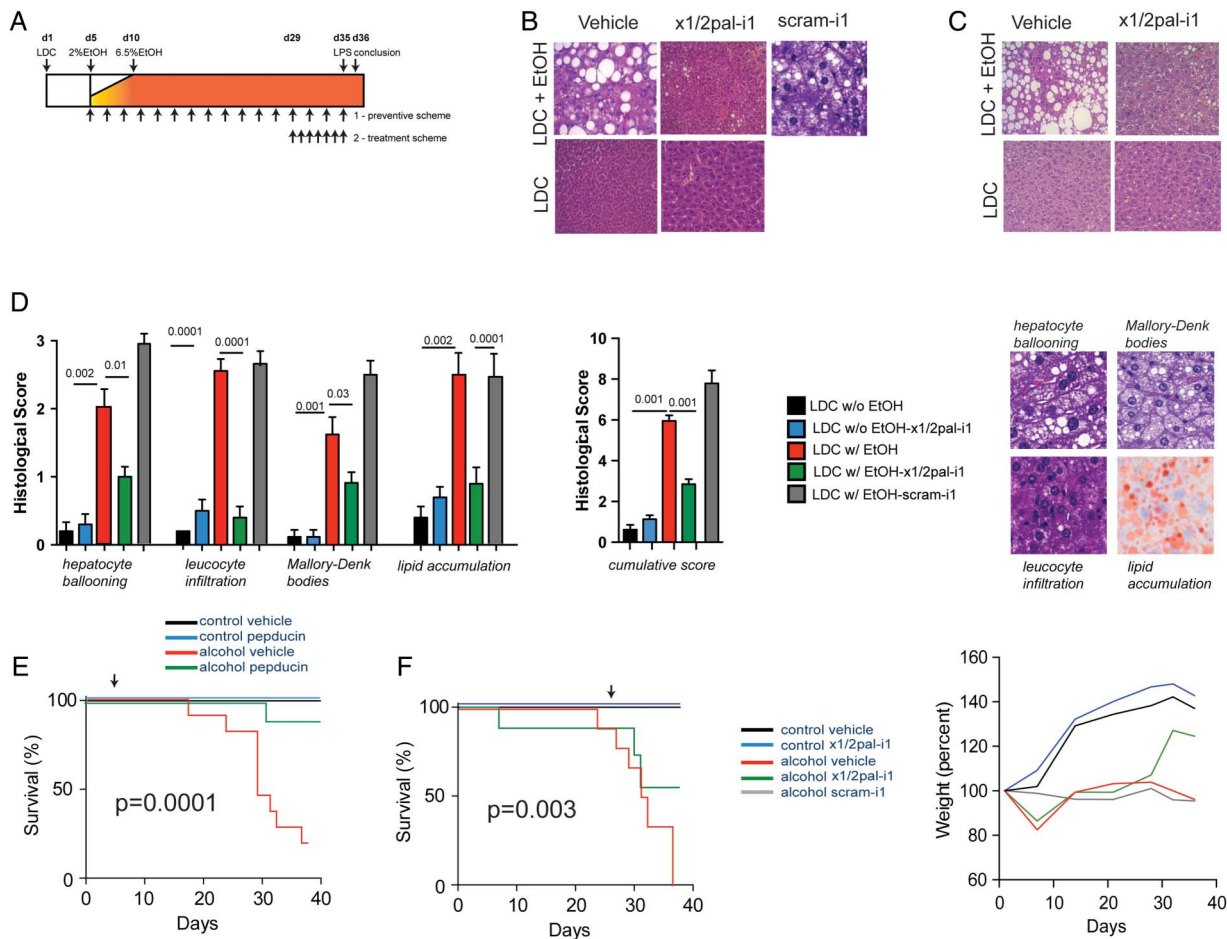 A
d1 d5 d10 d29 d35 d36
LDC 2%EtOH 6.5%EtOH LPS conclusion
1 - preventive scheme
2 - treatment scheme
B
Vehicle x1/2pal-i1 scram-i1
LDC + EtOH
LDC
C
Vehicle x1/2pal-i1
LDC + EtOH
LDC
D
Histological Score
3
2
1
0
0.002 0.01 0.0001 0.0001 0.001 0.03 0.002 0.0001
hepatocyte
ballooning
leucocyte
infiltration
Mallory-Denk
bodies
lipid accumulation
Histological Score
10
8
6
4
2
0
0.001 0.001
cumulative score
LDC w/o EtOH
LDC w/o EtOH-x1/2pal-i1
LDC w/ EtOH
LDC w/ EtOH-x1/2pal-i1
LDC w/ EtOH-scram-i1
hepatocyte
ballooning
Mallory-Denk
bodies
leucocyte
infiltration
lipid
accumulation
control vehicle
control pepducin
alcohol vehicle
alcohol pepducin
E
Survival (%)
100
50
0
p=0.0001
0 10 20 30 40
Days
F
Survival (%)
100
50
0
p=0.003
0 10 20 30 40
Days
control vehicle
control x1/2pal-i1
alcohol vehicle
alcohol x1/2pal-i1
alcohol scram-i1
Weight (percent)
160
140
120
100
80
60
0 10 20 30 40
Days